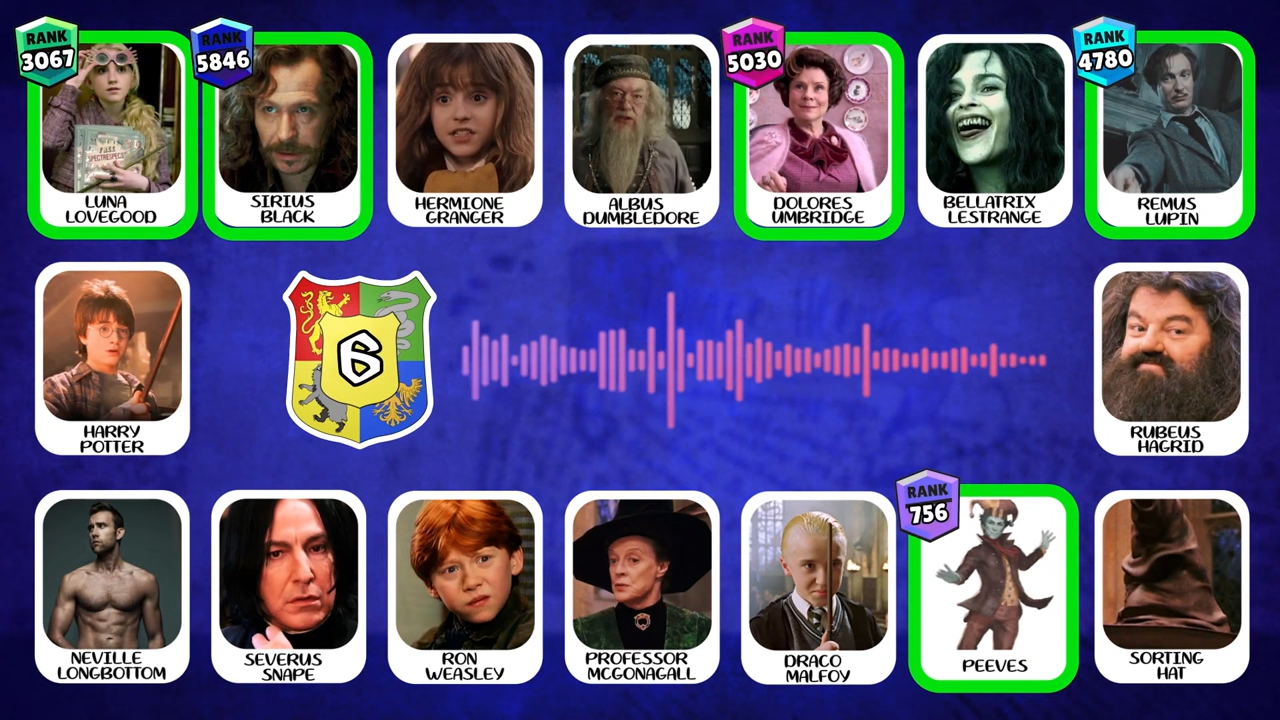 RANK
3067
RANK
5846
RANK
5030
RANK
4780
FREE
SPECTRESPECS
LUNA
LOVEGOOD
SIRIUS
BLACK
HERMIONE
GRANGER
ALBUS
DUMBLEDORE
DOLORES
UMBRIDGE
BELLATRIX
LESTRANGE
REMUS
LUPIN
6
HARRY
POTTER
RUBEUS
HAGRID
RANK
756
NEVILLE
LONGBOTTOM
SEVERUS
SNAPE
RON
WEASLEY
PROFESSOR
MCGONAGALL
DRACO
MALFOY
PEEVES
SORTING
HAT